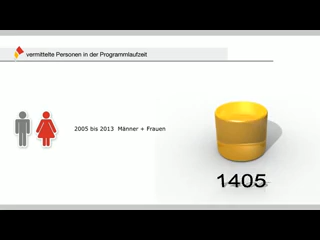 vermittelte Personen in der Programmlaufzeit
2005 bis 2013 Männer + Frauen
1405